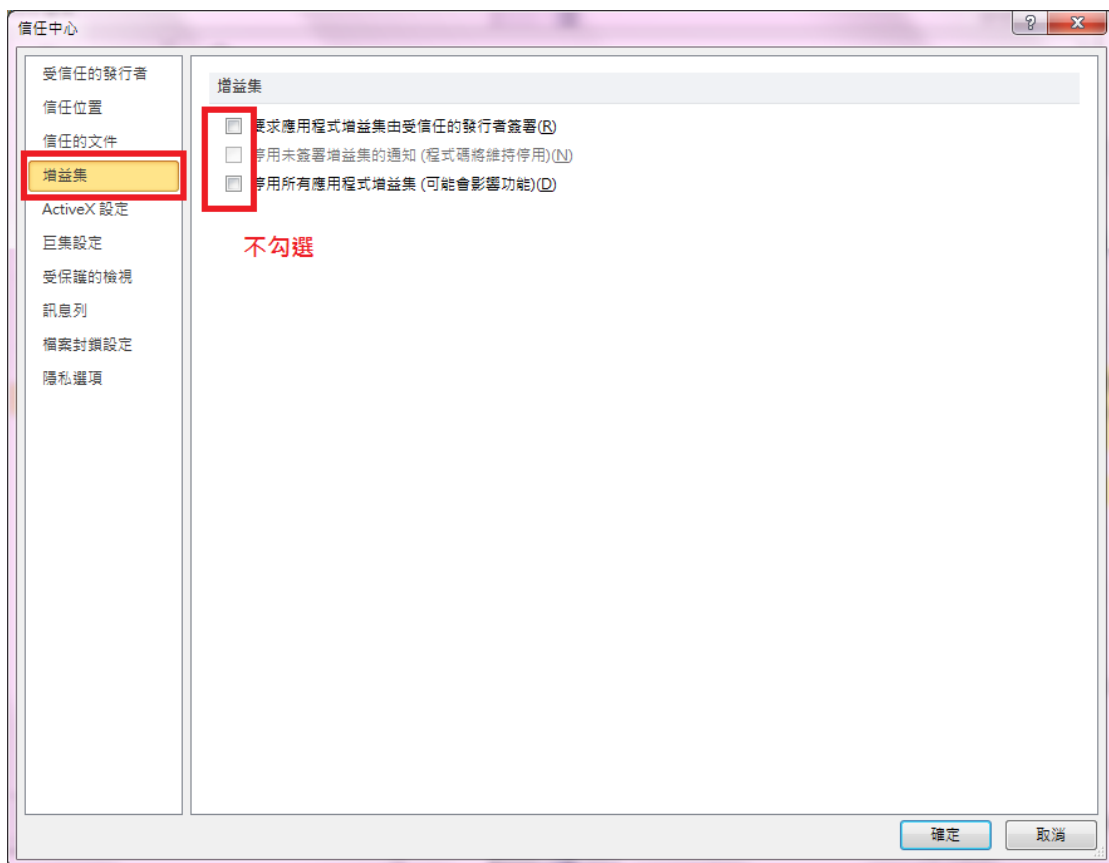 信任中心
受信任的發行者
信任位置
信任的文件
增益集
ActiveX 設定
巨集設定
受保護的檢視
訊息列
檔案封鎖設定
隱私選項
增益集
要求應用程式增益集由受信任的發行者簽署(R)
停用未簽署增益集的通知 (程式碼將維持停用)(N)
停用所有應用程式增益集 (可能會影響功能)(D)
不勾選
確定
取消